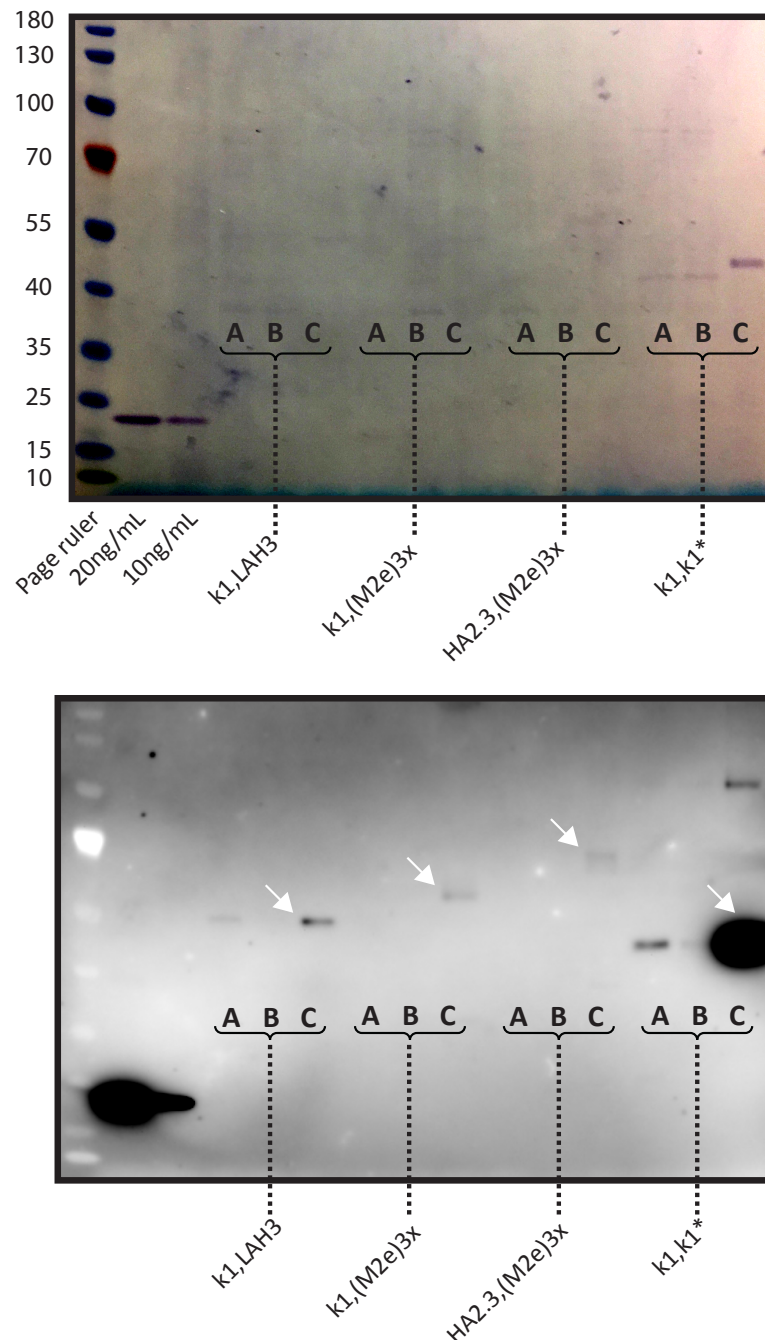 180
130
100
70
55
40
35
25
15
10
A B C A B C A B C A B C
Page ruler
20ng/mL
10ng/mL
k1,LAH3
k1,(M2e)3x
HA2.3,(M2e)3x
k1,k1*
A B C A B C A B C A B C
k1,LAH3
k1,(M2e)3x
HA2.3,(M2e)3x
k1,k1*